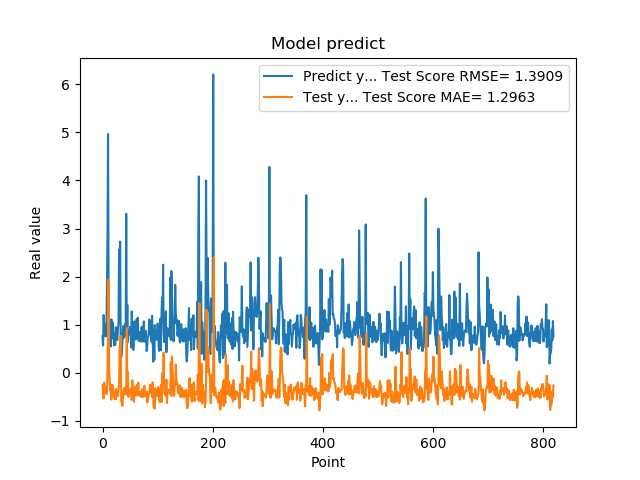 Model predict
Predict y... Test Score RMSE= 1.3909
Test y... Test Score MAE= 1.2963
6
5
4
3
2
1
0
−1
Real value
0 200 400 600 800
Point